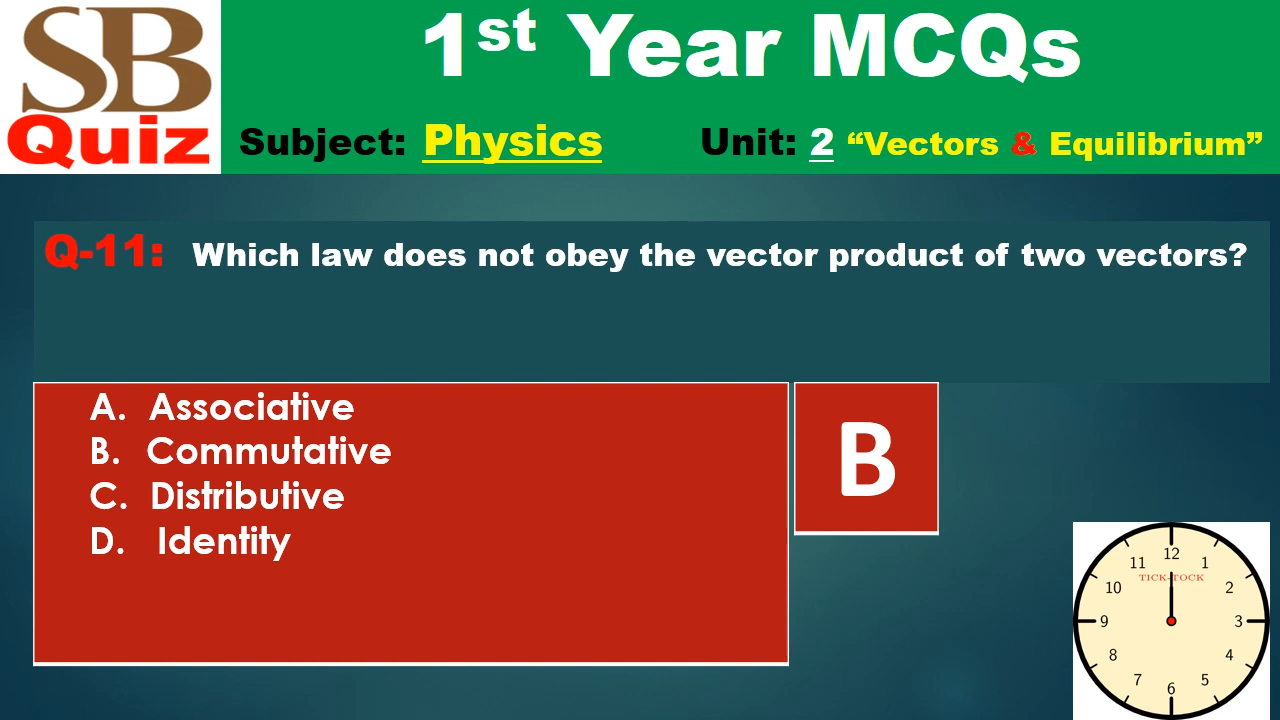 SB
Quiz
1st Year MCQs
Subject: Physics Unit: 2 “Vectors & Equilibrium”
Q-11: Which law does not obey the vector product of two vectors?
A. Associative
B. Commutative
C. Distributive
D. Identity
B
12
11 1
TICK-TOCK
10 2
9 3
8 4
7 5
6